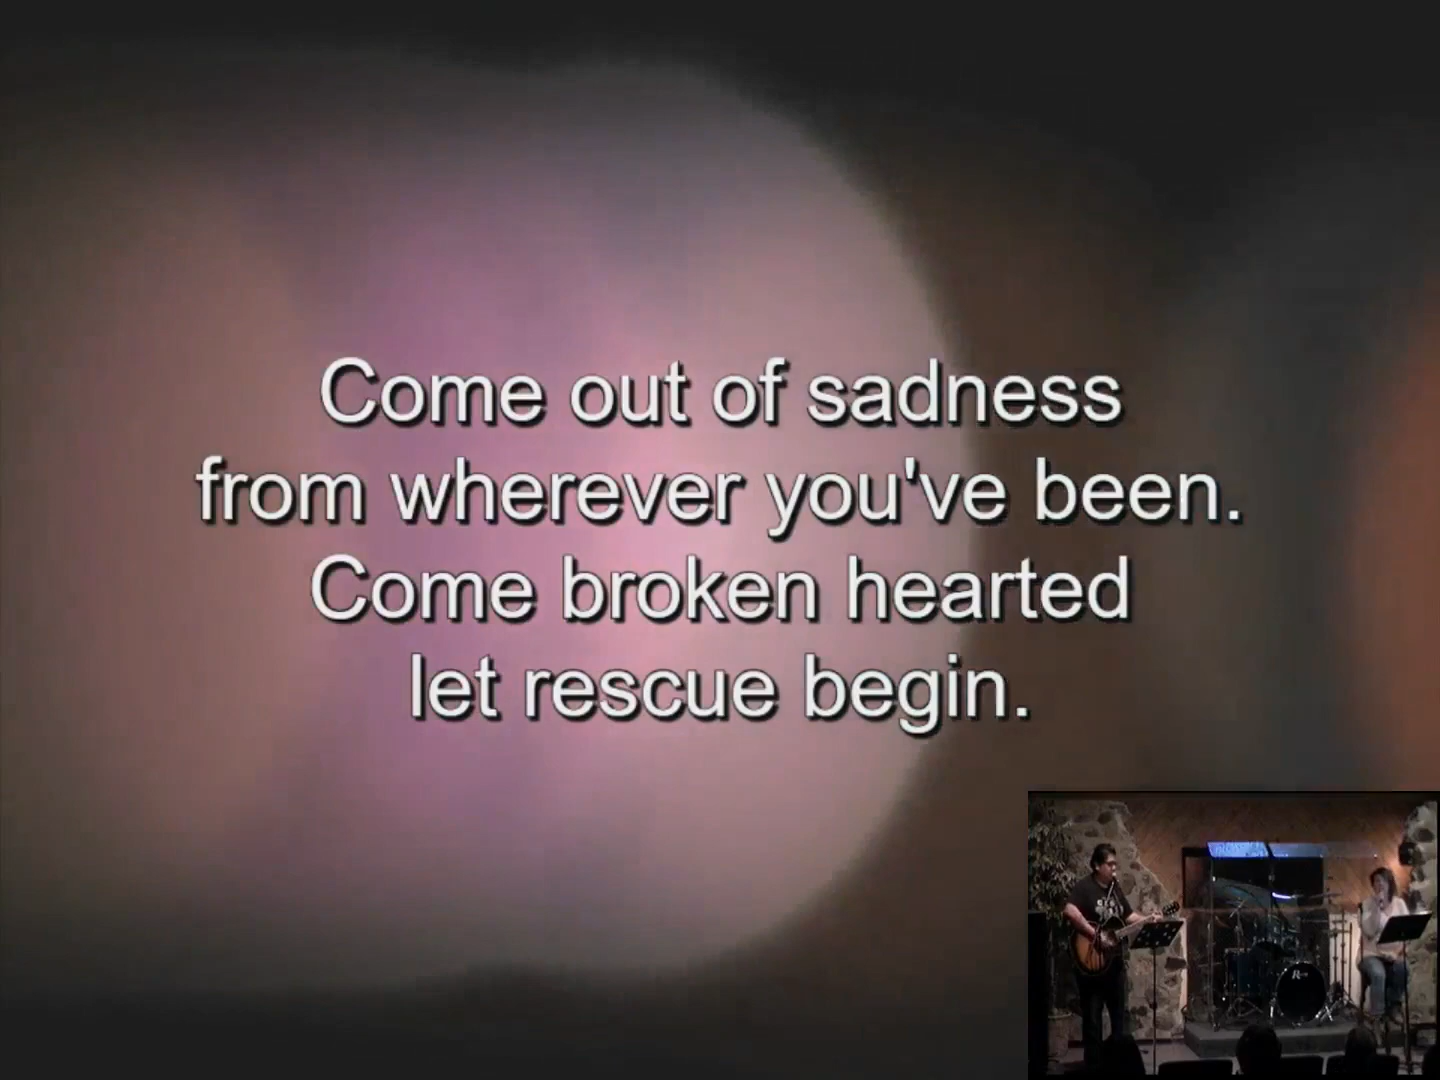 Come out of sadness
from wherever you've been.
Come broken hearted
let rescue begin.